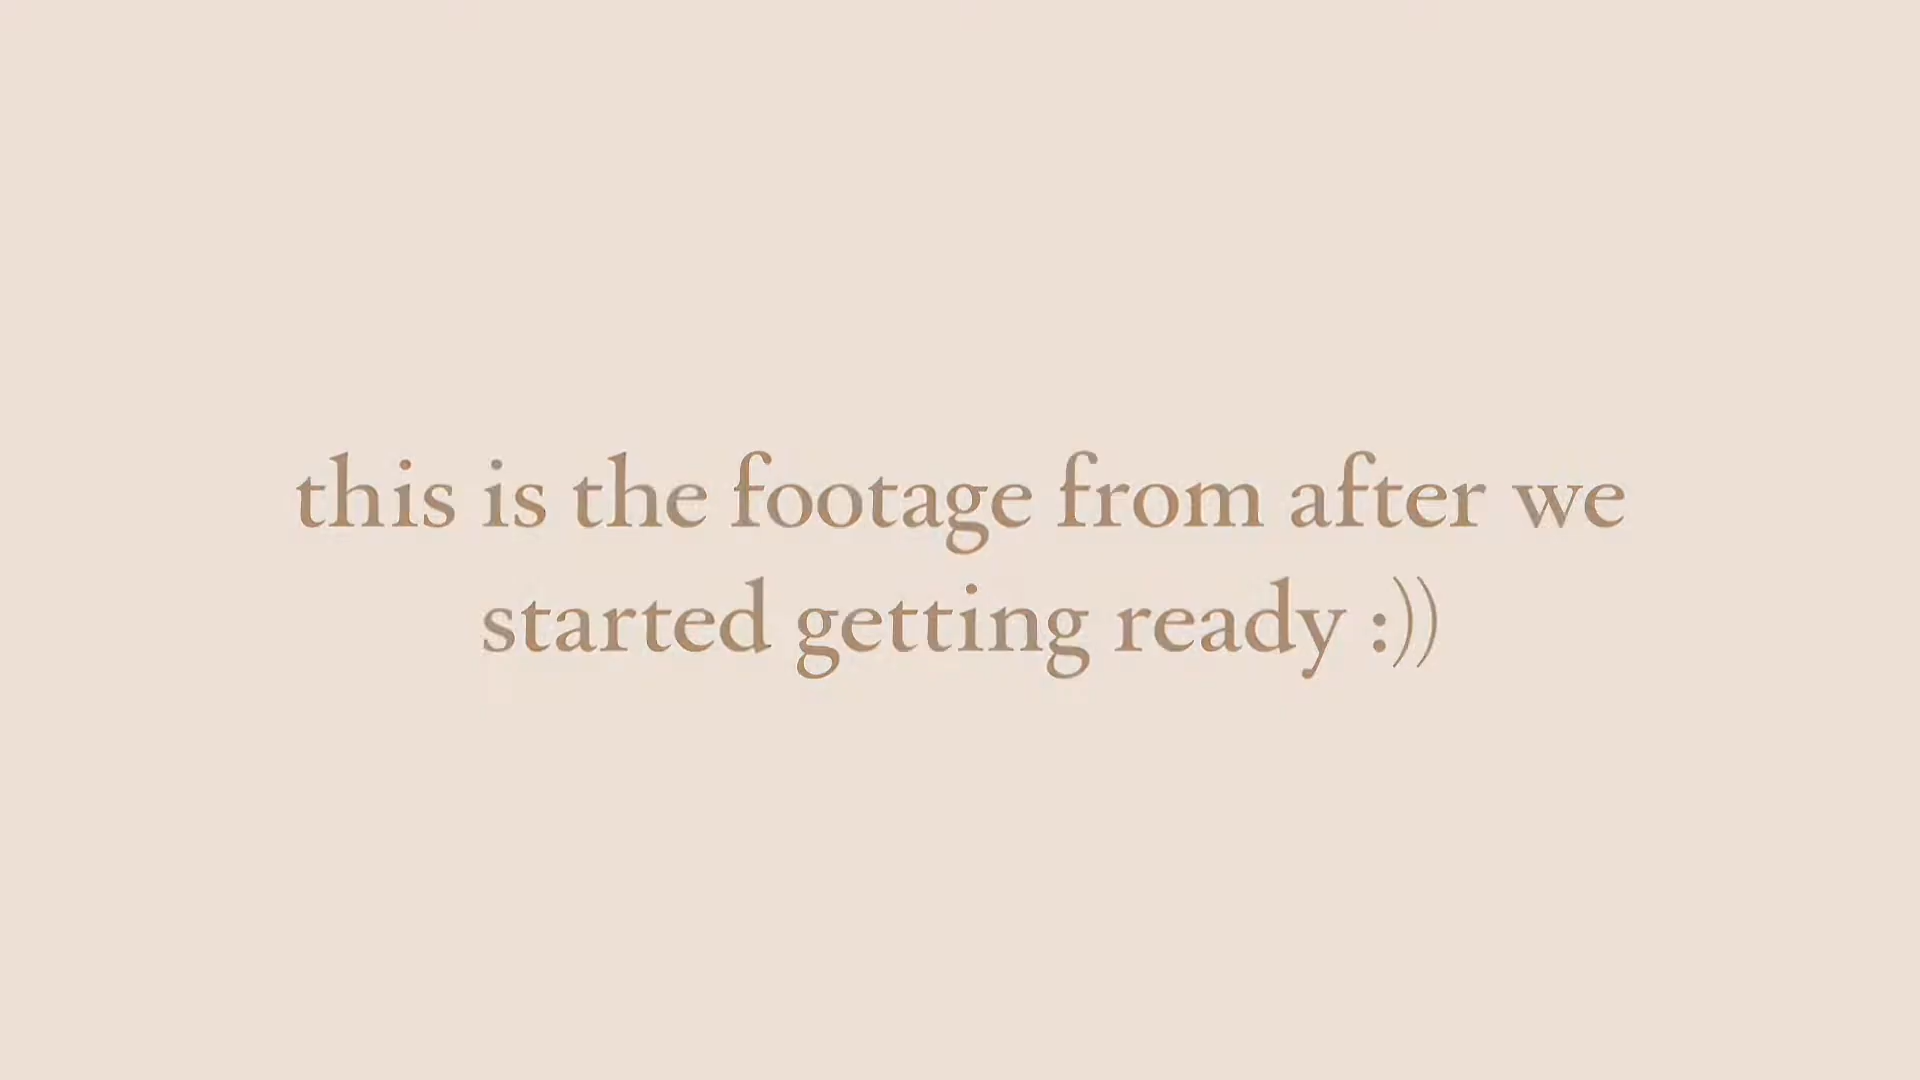 this is the footage from after we
started getting ready :))